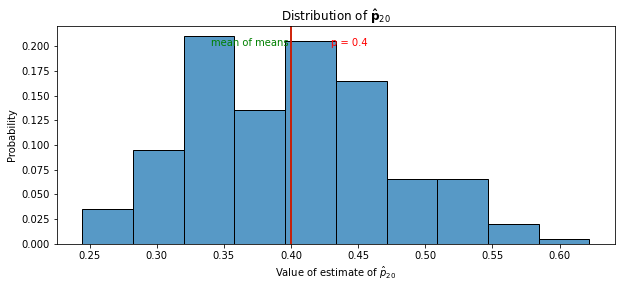 Distribution of p̂₂₀
mean of means
p = 0.4
Probability
0.200
0.175
0.150
0.125
0.100
0.075
0.050
0.025
0.000
0.25 0.30 0.35 0.40 0.45 0.50 0.55 0.60
Value of estimate of p̂₂₀